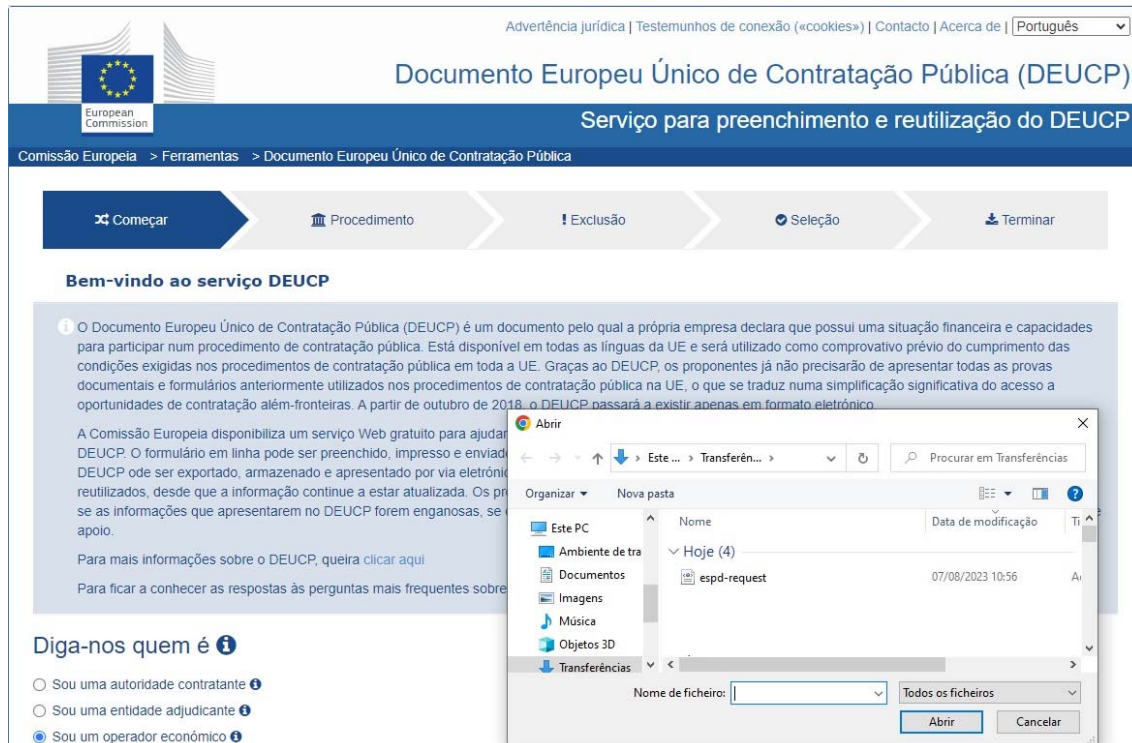 Advertência jurídica | Testemunhos de conexão («cookies») | Contacto | Acerca de | Português
Documento Europeu Único de Contratação Pública (DEUCP)
European
Commission
Serviço para preenchimento e reutilização do DEUCP
Comissão Europeia > Ferramentas > Documento Europeu Único de Contratação Pública
Começar
Procedimento
Exclusão
Seleção
Terminar
Bem-vindo ao serviço DEUCP
O Documento Europeu Único de Contratação Pública (DEUCP) é um documento pelo qual a própria empresa declara que possui uma situação financeira e capacidades
para participar num procedimento de contratação pública. Está disponível em todas as línguas da UE e será utilizado como comprovativo prévio do cumprimento das
condições exigidas nos procedimentos de contratação pública em toda a UE. Graças ao DEUCP, os proponentes já não precisarão de apresentar todas as provas
documentais e formulários anteriormente utilizados nos procedimentos de contratação pública na UE, o que se traduz numa simplificação significativa do acesso a
oportunidades de contratação além-fronteiras. A partir de outubro de 2018, o DEUCP passará a existir apenas em formato eletrónico.
A Comissão Europeia disponibiliza um serviço Web gratuito para ajudar
DEUCP. O formulário em linha pode ser preenchido, impresso e enviado
DEUCP ode ser exportado, armazenado e apresentado por via eletrónic
reutilizados, desde que a informação continue a estar atualizada. Os pr
se as informações que apresentarem no DEUCP forem enganosas, se
apoio.
Para mais informações sobre o DEUCP, queira clicar aqui
Para ficar a conhecer as respostas às perguntas mais frequentes sobre
Diga-nos quem é
Sou uma autoridade contratante
Sou uma entidade adjudicante
Sou um operador económico
Abrir
Este ... > Transferên... >
Procurar em Transferências
Organizar
Nova pasta
Este PC
Ambiente de tra
Documentos
Imagens
Música
Objetos 3D
Transferências
Nome
Data de modificação
Ti
Hoje (4)
espd-request
07/08/2023 10:56
Nome de ficheiro:
Todos os ficheiros
Abrir
Cancelar